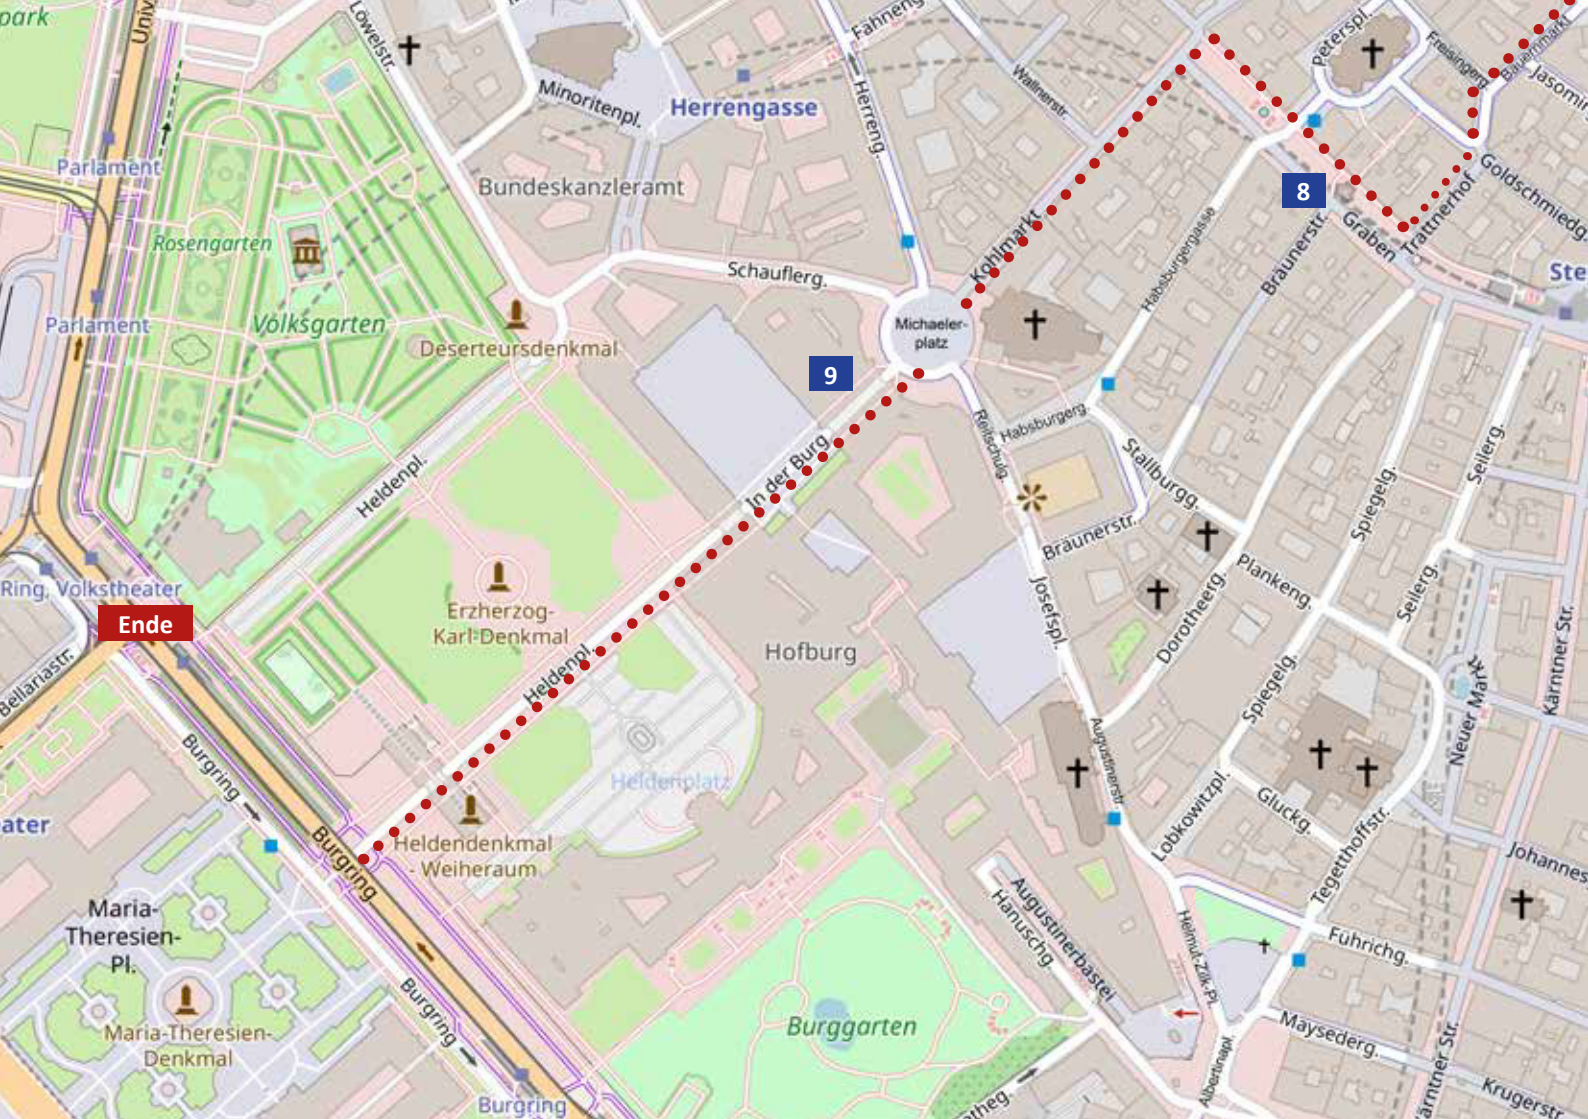 park
Univ
Löwelstr.
Fahneng
Peterspl.
Freisingerg.
Bauernmarkt
Jasomir
Minoritenpl.
Herrengasse
Wallnerstr.
Herreng.
Parlament
Bundeskanzleramt
8
Goldschmiedg.
Trattnerhof
Kohlmarkt
Graben
Habsburgergasse
Bräunerstr.
Rosengarten
Schauflerg.
Ste
Parlament
Volksgarten
Michaeler-
platz
Deserteursdenkmal
9
Habsburgerg.
Reitschulg.
Stallburgg.
Seilerg.
Heldenpl.
In der Burg
Spiegelg.
Bräunerstr.
Ring, Volkstheater
Josefspl.
Plankeng.
Dorotheerg.
Seilerg.
Ende
Erzherzog-
Karl-Denkmal
Hofburg
Kärntner Str.
Bellariastr.
Heldenpl.
Spiegelg.
Neuer Markt
Burgring
Augustinerstr.
Heldenplatz
ater
Burgring
Heldendenkmal
- Weiheraum
Lobkowitzpl.
Gluckg.
Tegetthoffstr.
Johannes
Maria-
Theresien-
Pl.
Augustinerbastei
Hanuschg.
Helmut-Zilk-Pl.
Führichg.
Burgring
Maria-Theresien-
Denkmal
Burggarten
Maysederg.
Albertinapl.
ärntner Str.
Krugerstr
Burgring
otheg.